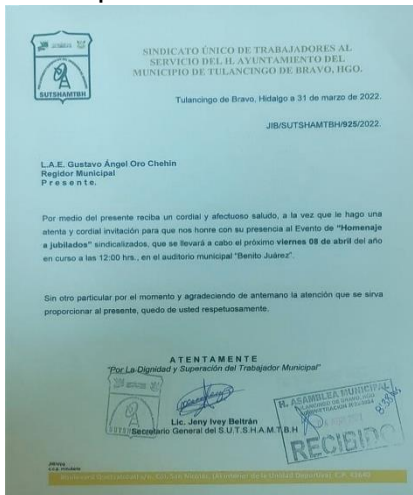 SUTSHAMTBH
SINDICATO ÚNICO DE TRABAJADORES AL
SERVICIO DEL H. AYUNTAMIENTO DEL
MUNICIPIO DE TULANCINGO DE BRAVO, HGO.
Tulancingo de Bravo, Hidalgo a 31 de marzo de 2022.
JIB/SUTSHAMTBH/925/2022.
L.A.E. Gustavo Ángel Oro Chehin
Regidor Municipal
P r e s e n t e.
Por medio del presente reciba un cordial y afectuoso saludo, a la vez que le hago una
atenta y cordial invitación para que nos honre con su presencia al Evento de "Homenaje
a jubilados" sindicalizados, que se llevará a cabo el próximo viernes 08 de abril del año
en curso a las 12:00 hrs., en el auditorio municipal "Benito Juárez".
Sin otro particular por el momento y agradeciendo de antemano la atención que se sirva
proporcionar al presente, quedo de usted respetuosamente.
A T E N T A M E N T E
"Por La Dignidad y Superación del Trabajador Municipal"
Lic. Jeny Ivey Beltrán
Secretario General del S.U.T.S.H.A.M.T.B.H
H. ASAMBLEA MUNICIPAL
RECIBIDO